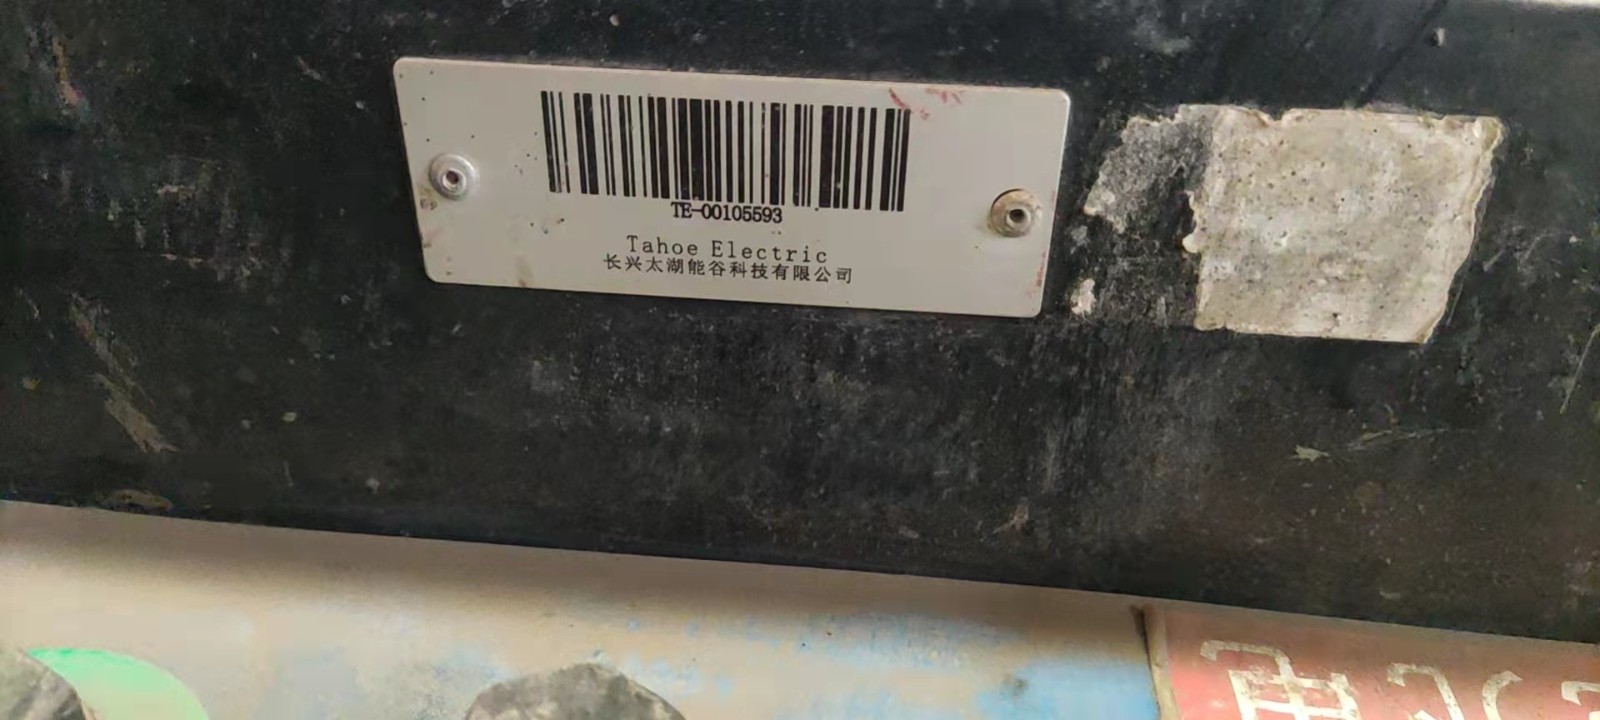 TE-00105593
Tahoe Electric
长兴太湖能谷科技有限公司